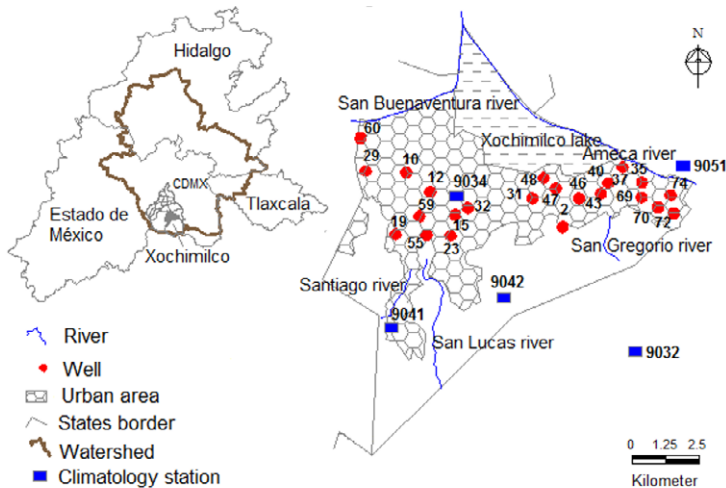 Hidalgo
CDMX
Estado de
México
Tlaxcala
Xochimilco
River
Well
Urban area
States border
Watershed
Climatology station
N
San Buenaventura river
60
29
10
12
9034
59
32
19
15
55
23
Xochimilco lake
Ameca river
9051
48
40
35
37
74
31
47
46
43
69
2
70
72
San Gregorio river
Santiago river
9042
9041
San Lucas river
9032
0 1.25 2.5
Kilometer